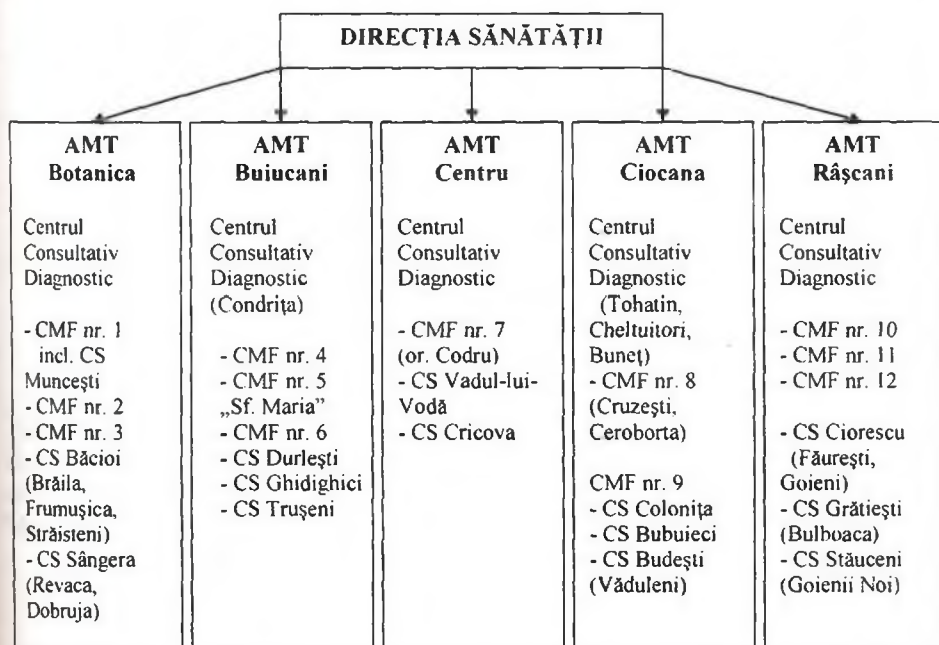 DIRECŢIA SĂNĂTĂŢII
AMT
Botanica
Centrul
Consultativ
Diagnostic
- CMF nr. 1
incl. CS
Munceşti
- CMF nr. 2
- CMF nr. 3
- CS Băcioi
(Brăila,
Frumuşica,
Străisteni)
- CS Sângera
(Revaca,
Dobruja)
AMT
Buiucani
Centrul
Consultativ
Diagnostic
(Condriţa)
- CMF nr. 4
- CMF nr. 5
„Sf. Maria”
- CMF nr. 6
- CS Durleşti
- CS Ghidighici
- CS Truşeni
AMT
Centru
Centrul
Consultativ
Diagnostic
- CMF nr. 7
(or. Codru)
- CS Vadul-lui-
Vodă
- CS Cricova
AMT
Ciocana
Centrul
Consultativ
Diagnostic
(Tohatin,
Cheltuitori,
Buneţ)
- CMF nr. 8
(Cruzeşti,
Ceroborta)
CMF nr. 9
- CS Coloniţa
- CS Bubuieci
- CS Budeşti
(Văduleni)
AMT
Râşcani
Centrul
Consultativ
Diagnostic
- CMF nr. 10
- CMF nr. 11
- CMF nr. 12
- CS Ciorescu
(Făureşti,
Goieni)
- CS Grătieşti
(Bulboaca)
- CS Stăuceni
(Goienii Noi)